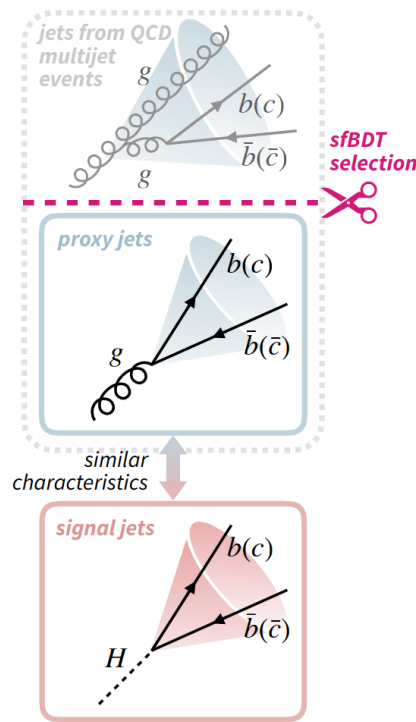 jets from QCD
multijet
events
g
b(c)
b̄(c̄)
g
sfBDT
selection
proxy jets
b(c)
b̄(c̄)
g
similar
characteristics
signal jets
b(c)
b̄(c̄)
H